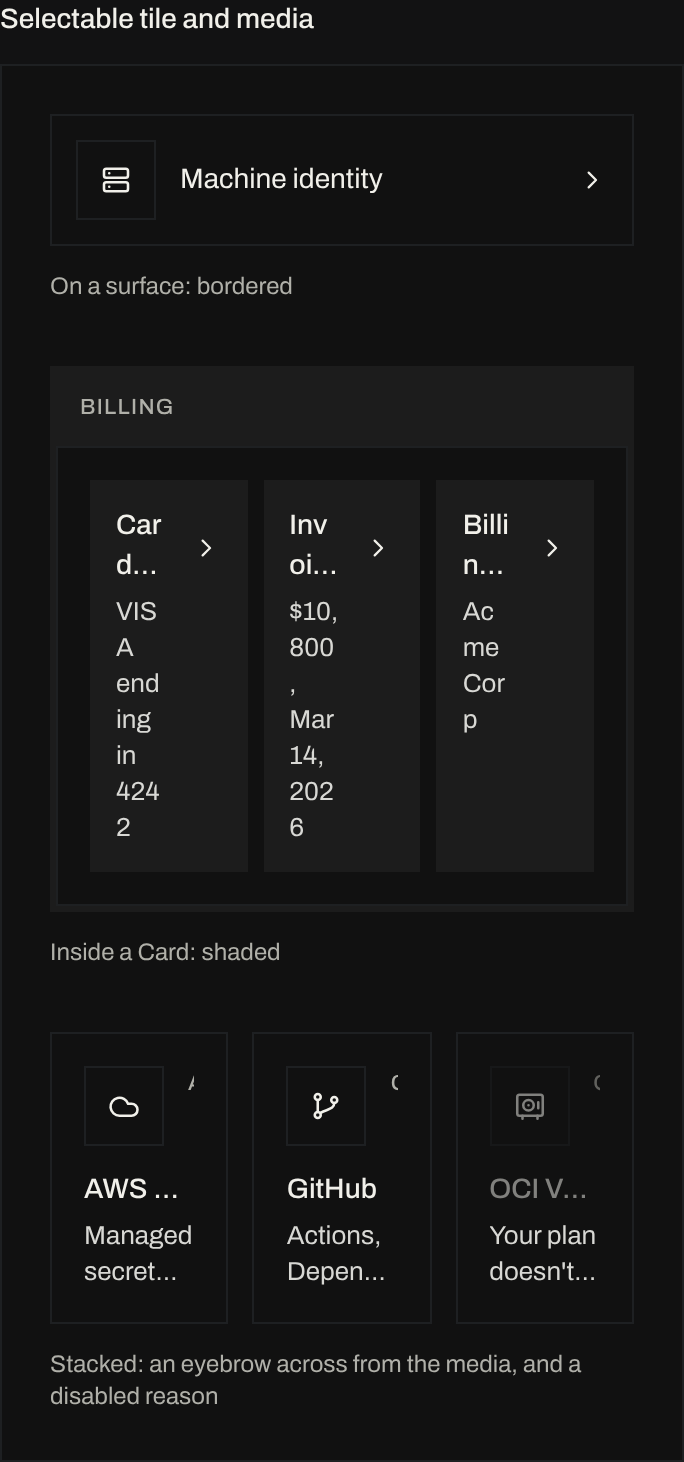 Selectable tile and media
Machine identity
On a surface: bordered
BILLING
Car
d...
VIS
A
end
ing
in
424
2
Inv
oi...
$10,
800
,
Mar
14,
202
6
Billi
n...
Ac
me
Cor
p
Inside a Card: shaded
AWS ...
Managed
secret...
GitHub
Actions,
Depen...
OCI V...
Your plan
doesn't...
Stacked: an eyebrow across from the media, and a
disabled reason